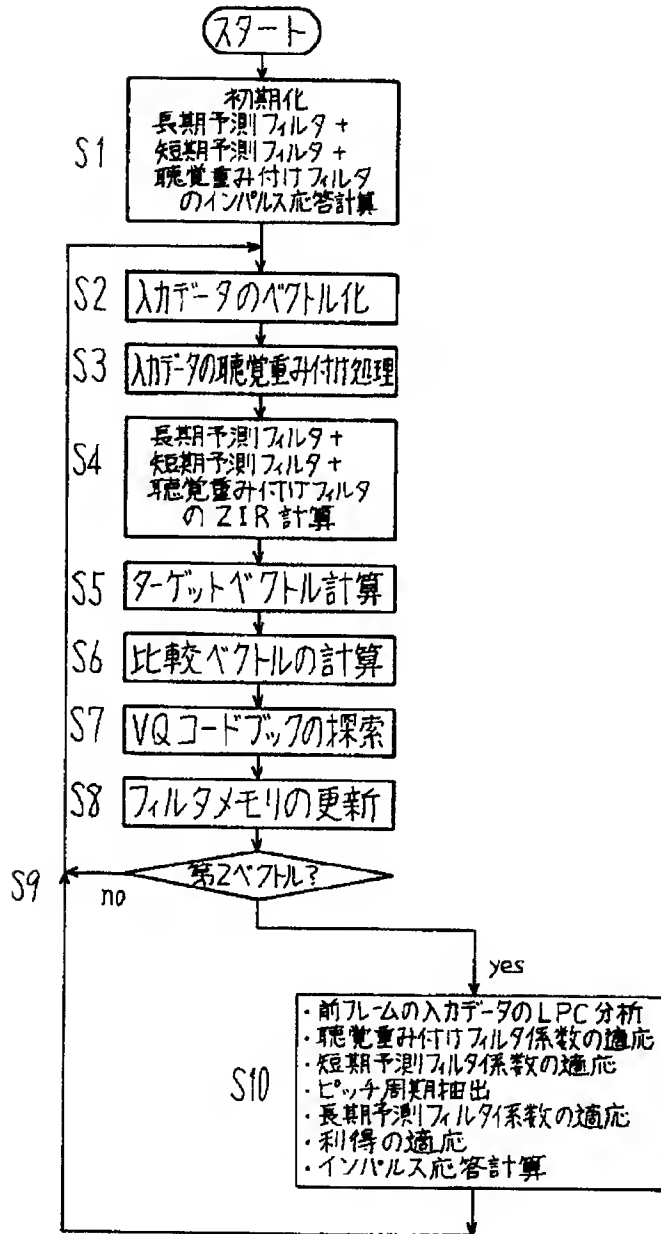 スタート
初期化
長期予測フィルタ +
短期予測フィルタ +
聴覚重み付けフィルタ
のインパルス応答計算
S1
S2
入力データのベクトル化
S3
入力データの聴覚重み付け処理
S4
長期予測フィルタ +
短期予測フィルタ +
聴覚重み付けフィルタ
のZIR計算
S5
ターゲットベクトル計算
S6
比較ベクトルの計算
S7
VQコードブックの探索
S8
フィルタメモリの更新
S9
第2ベクトル?
no
yes
S10
・前フレームの入力データのLPC分析
・聴覚重み付けフィルタ係数の適応
・短期予測フィルタ係数の適応
・ピッチ周期抽出
・長期予測フィルタ係数の適応
・利得の適応
・インパルス応答計算